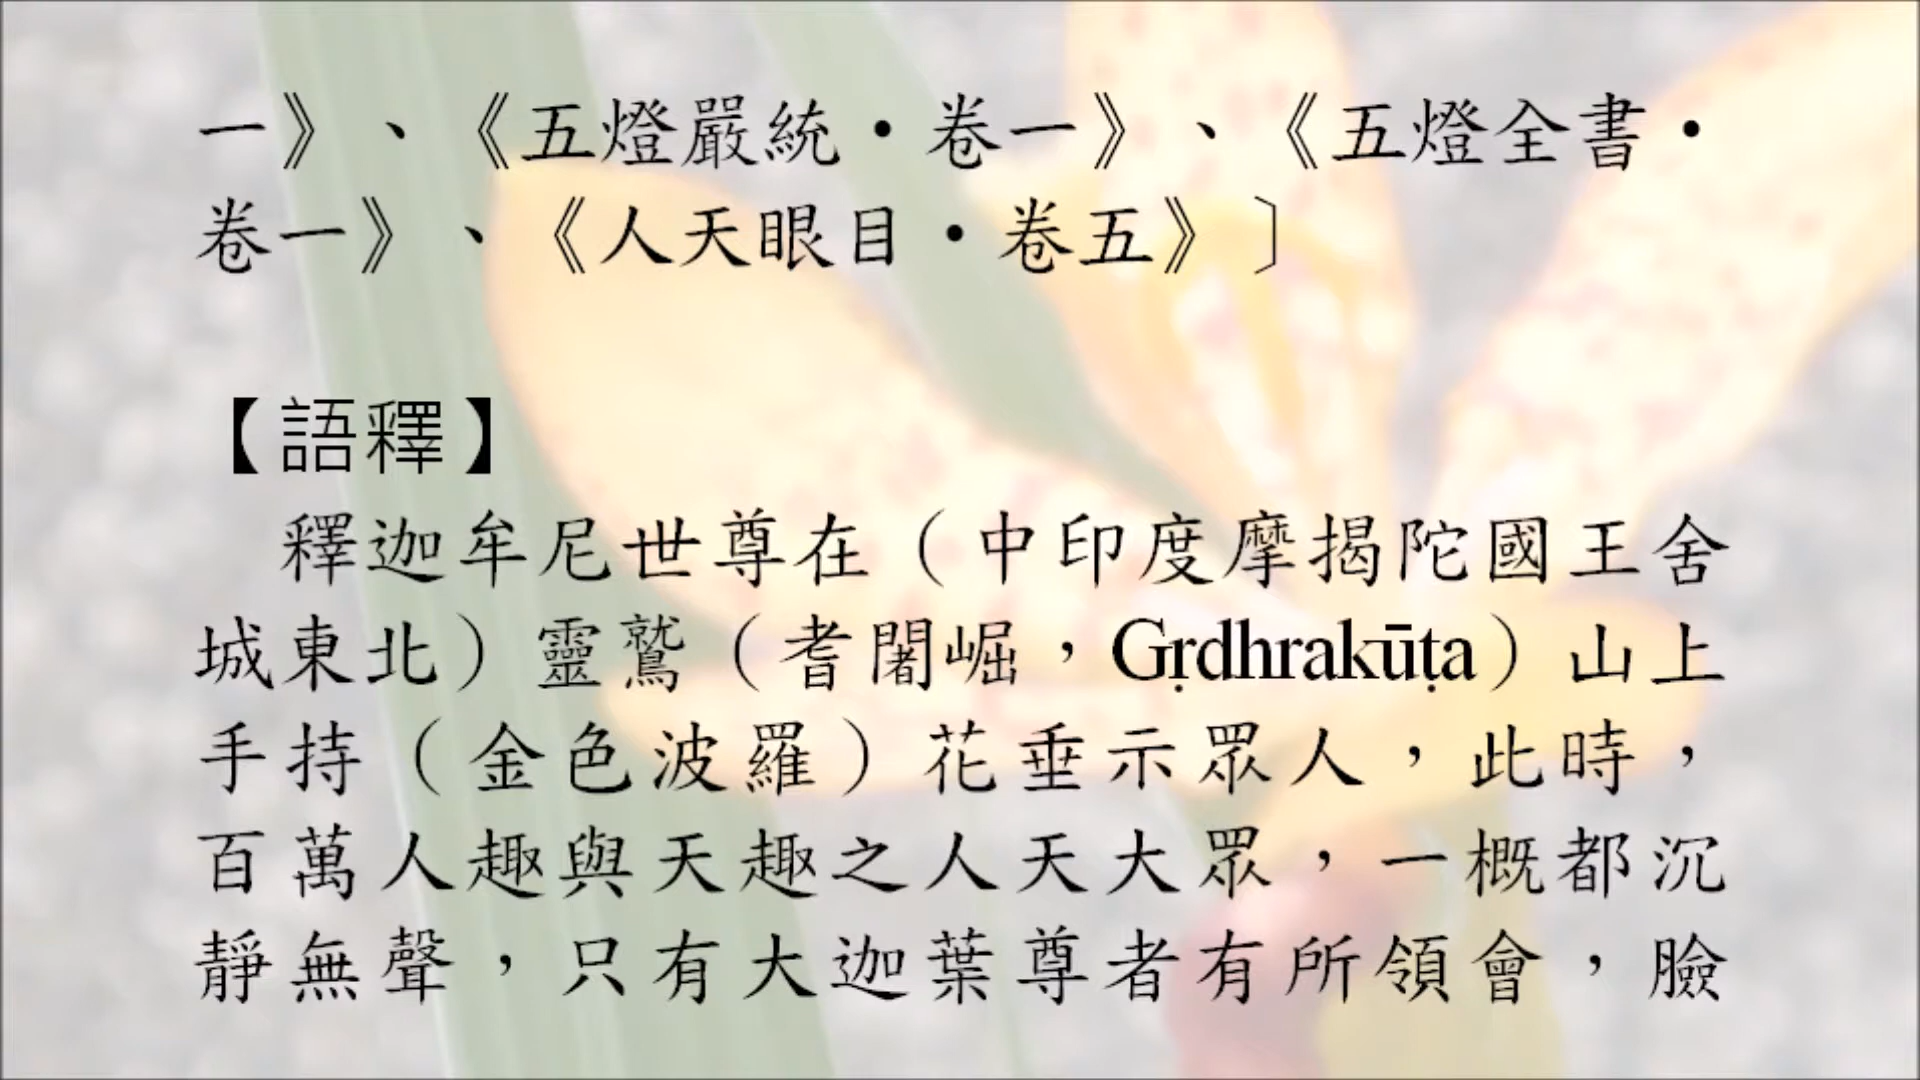 一》、《五燈嚴統・卷一》、《五燈全書・
卷一》、《人天眼目・卷五》〕
【語釋】
釋迦牟尼世尊在（中印度摩揭陀國王舍
城東北）靈鷲（耆闍崛，Gṛdhrakūṭa）山上
手持（金色波羅）花垂示眾人，此時，
百萬人趣與天趣之人天大眾，一概都沉
靜無聲，只有大迦葉尊者有所領會，臉